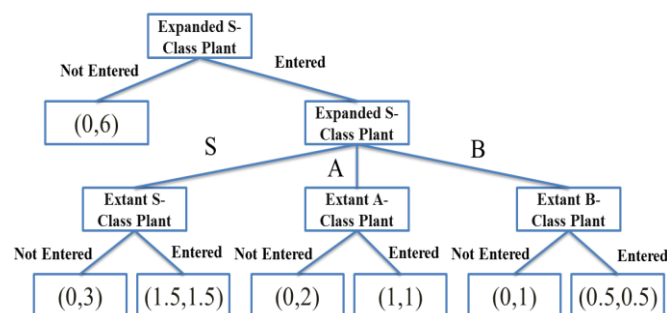 Expanded S-
Class Plant
Not Entered
Entered
(0,6)
Expanded S-
Class Plant
S
A
B
Extant S-
Class Plant
Extant A-
Class Plant
Extant B-
Class Plant
Not Entered
Entered
Not Entered
Entered
Not Entered
Entered
(0,3)
(1.5,1.5)
(0,2)
(1,1)
(0,1)
(0.5,0.5)